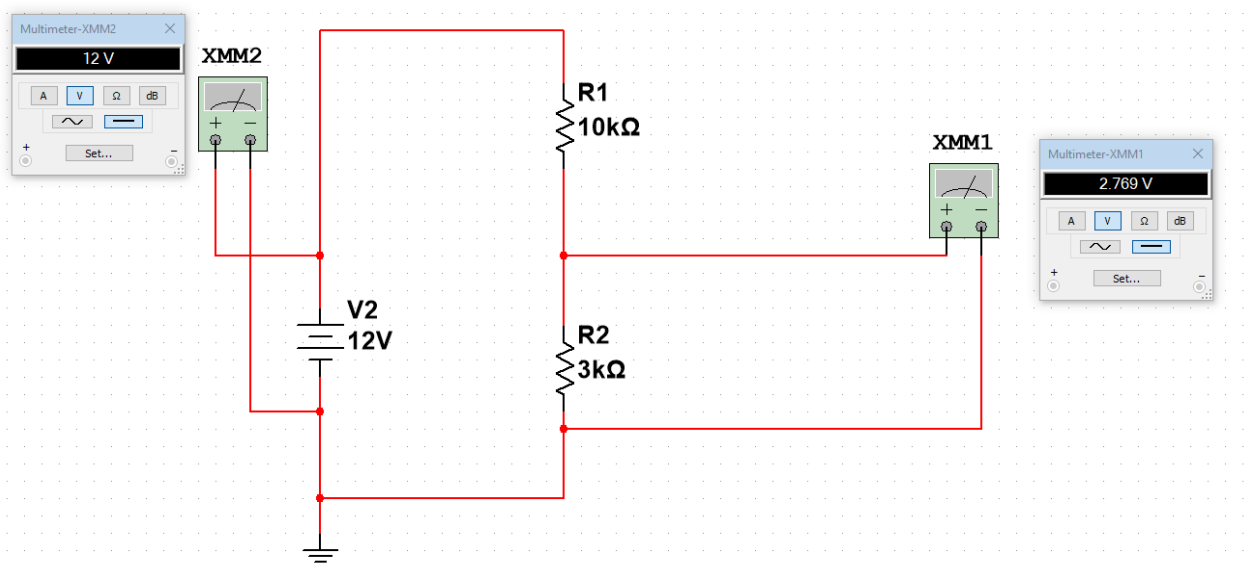 Multimeter-XMM2 ×
12 V
A V Ω dB
+ Set... −
XMM2
+ −
R1
10kΩ
XMM1
+ −
Multimeter-XMM1 ×
2.769 V
A V Ω dB
+ Set... −
V2
12V
R2
3kΩ